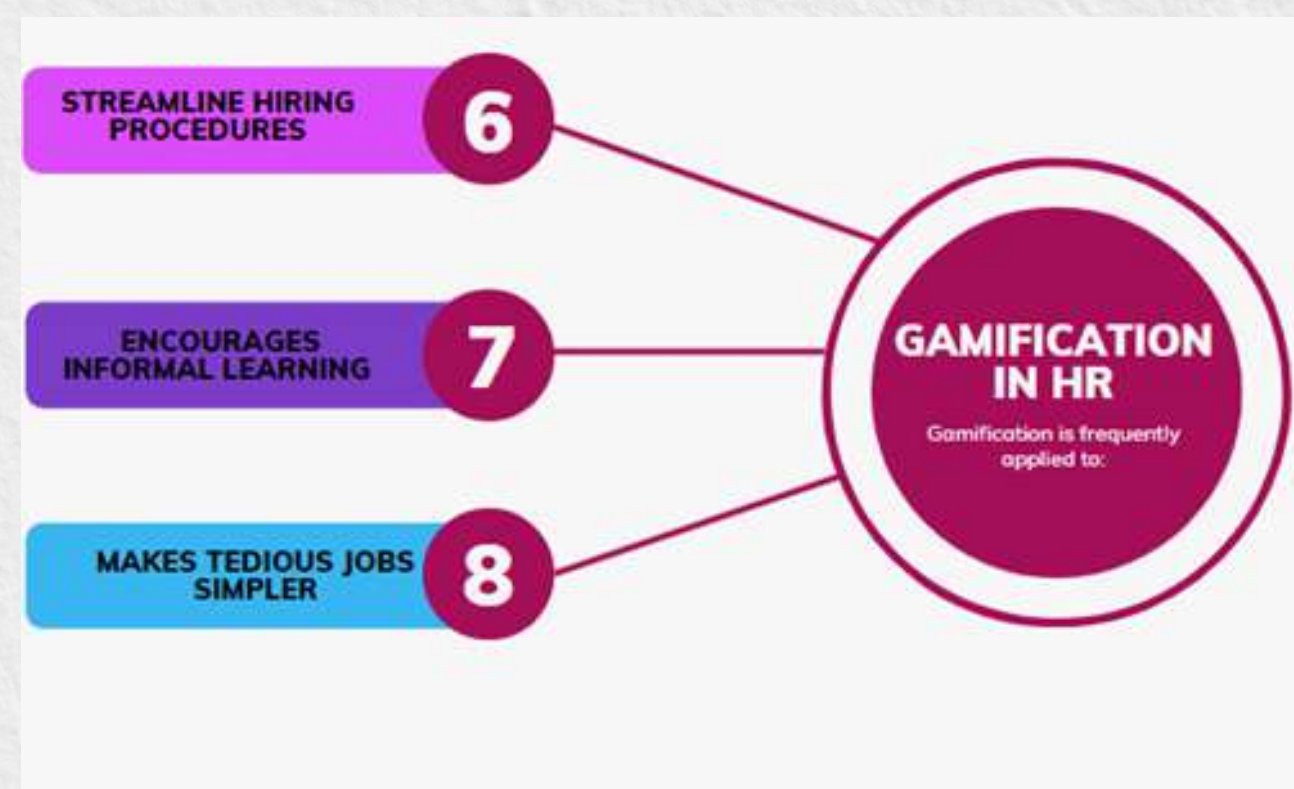 STREAMLINE HIRING
PROCEDURES
6
ENCOURAGES
INFORMAL LEARNING
7
MAKES TEDIOUS JOBS
SIMPLER
8
GAMIFICATION
IN HR
Gamification is frequently
applied to: